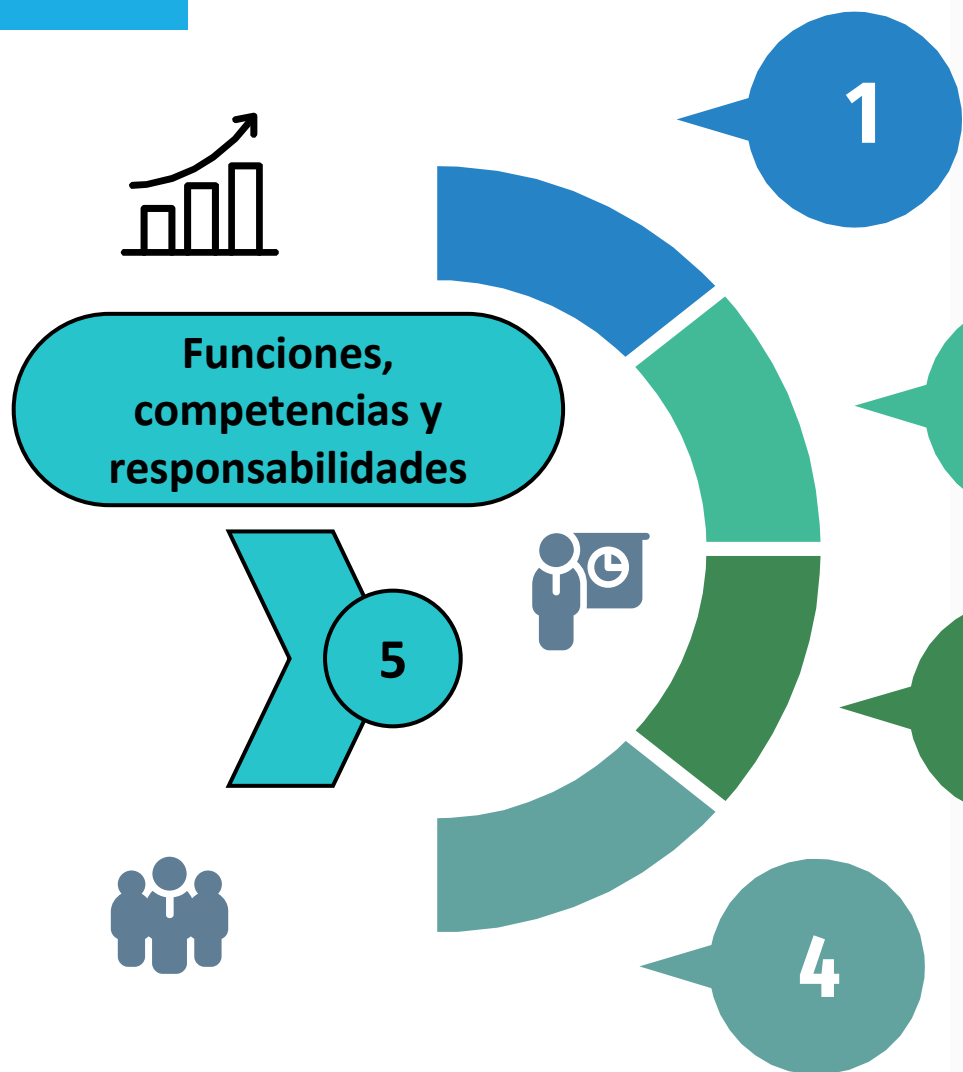 1
Funciones,
competencias y
responsabilidades
5
4